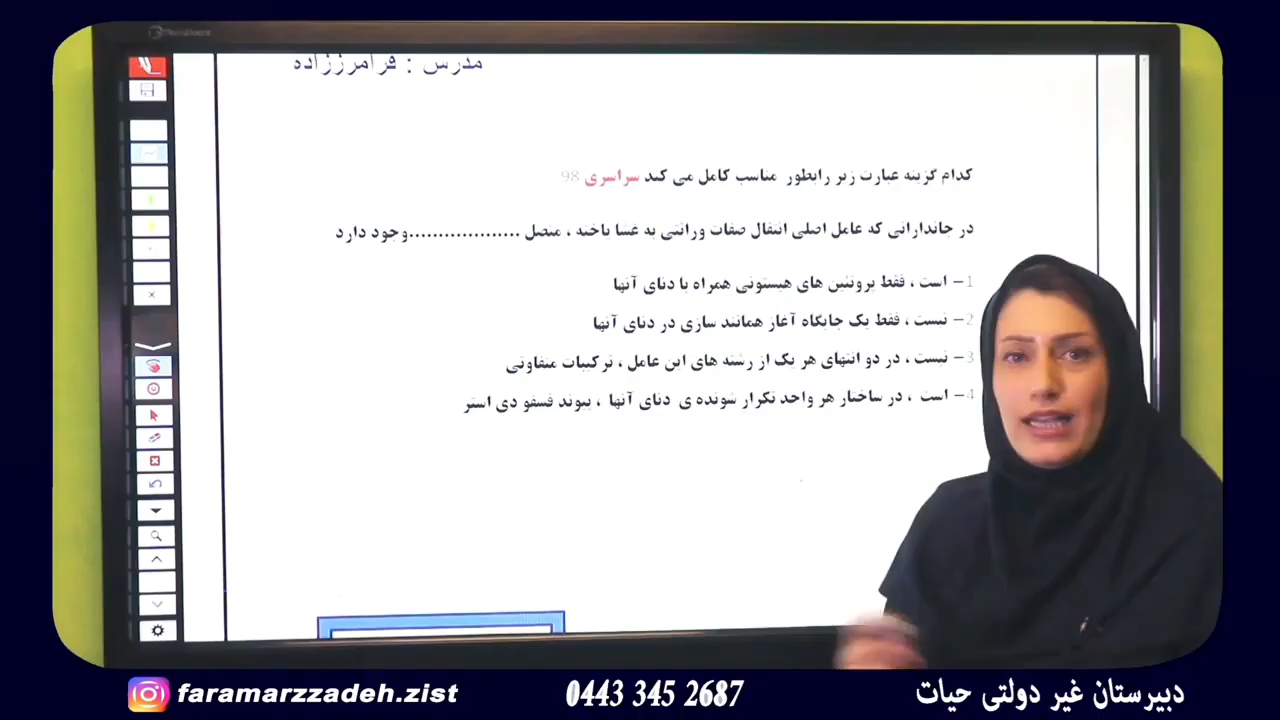 مدرس : فرامرززاده
کدام گزینه عبارت زیر رابطور مناسب کامل می کند سراسری 98
در جاندارانی که عامل اصلی انتقال صفات وراثتی به غشا یاخته ، متصل ...................وجود دارد
1– است ، فقط پروتئین های هیستونی همراه با دنای آنها
2– نیست ، فقط یک جایگاه آغاز همانند سازی در دنای آنها
3– نیست ، در دو انتهای هر یک از رشته های این عامل ، ترکیبات متفاوتی
4– است ، در ساختار هر واحد تکرار شونده ی دنای آنها ، پیوند فسفو دی استر
faramarzzadeh.zist 0443 345 2687 دبیرستان غیر دولتی حیات